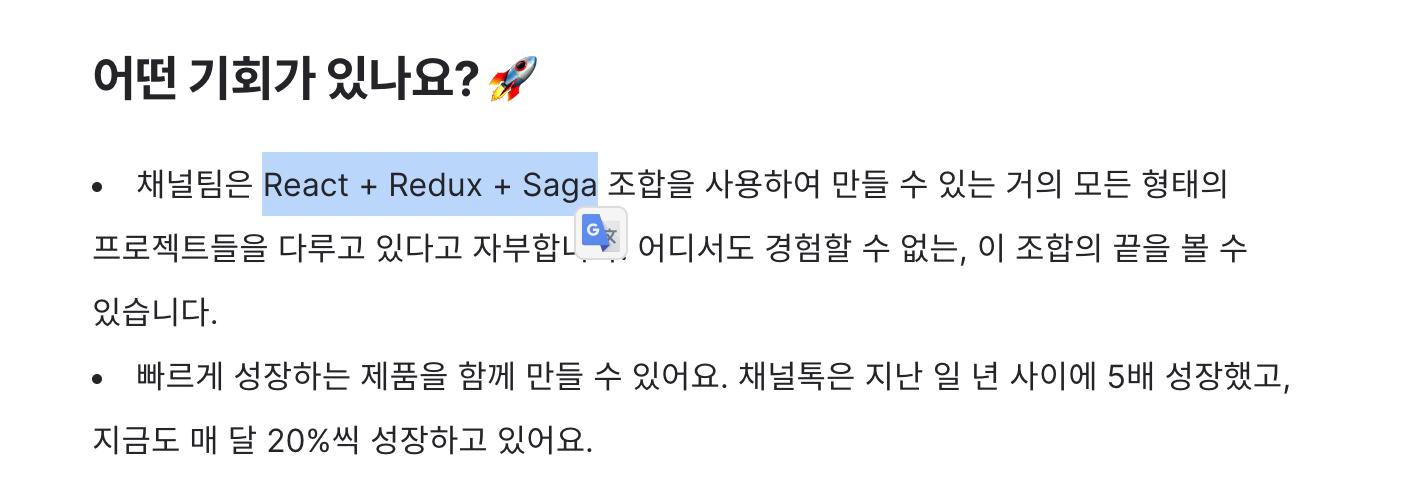 어떤 기회가 있나요? 🚀
• 채널팀은 React + Redux + Saga 조합을 사용하여 만들 수 있는 거의 모든 형태의
프로젝트들을 다루고 있다고 어디서도 경험할 수 없는, 이 조합의 끝을 볼 수
있습니다.
• 빠르게 성장하는 제품을 함께 만들 수 있어요. 채널톡은 지난 일 년 사이에 5배 성장했고,
지금도 매 달 20%씩 성장하고 있어요.